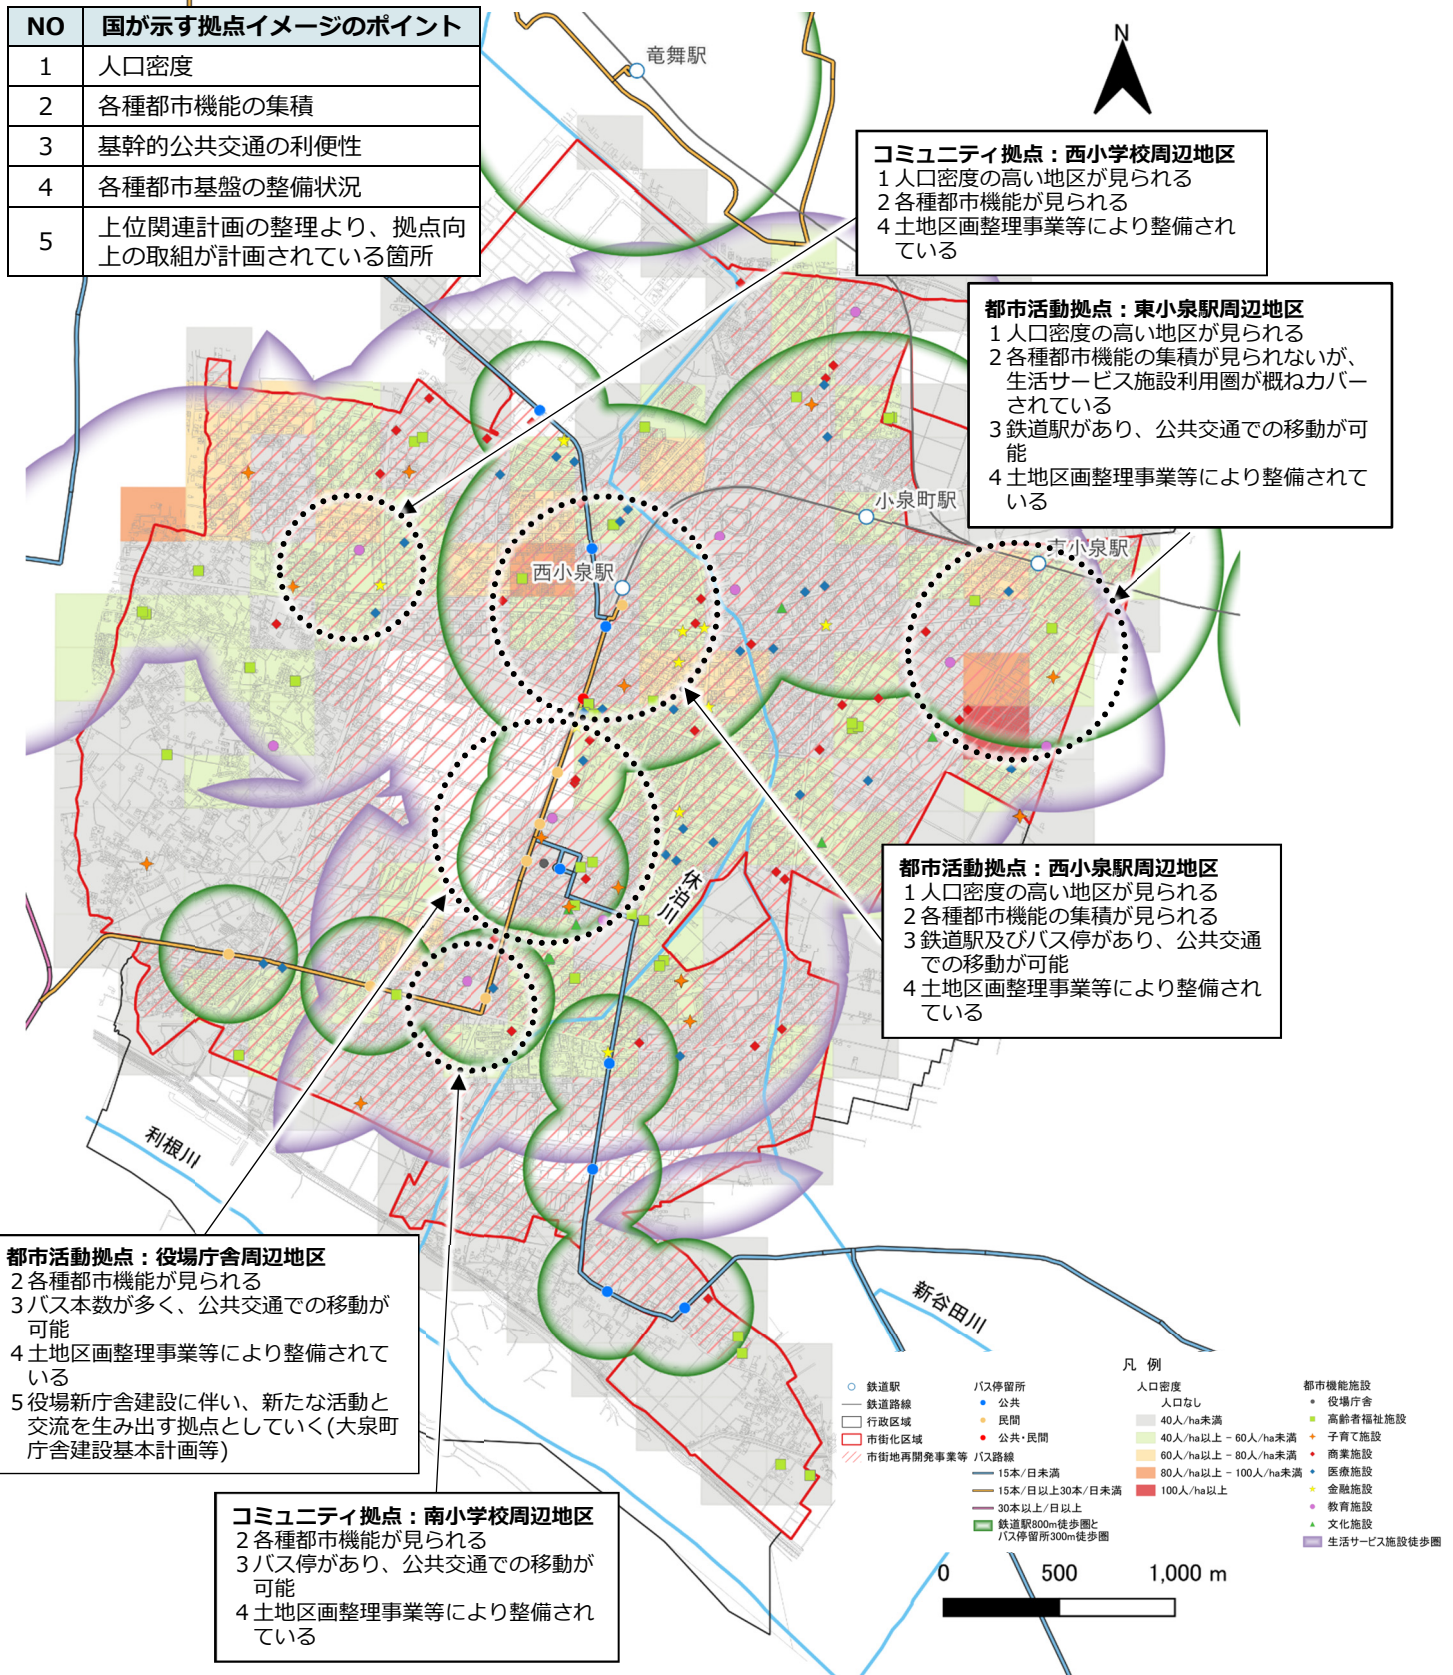 NO 国が示す拠点イメージのポイント
1 人口密度
2 各種都市機能の集積
3 基幹的公共交通の利便性
4 各種都市基盤の整備状況
5 上位関連計画の整理より、拠点向
上の取組が計画されている箇所
竜舞駅
N
コミュニティ拠点：西小学校周辺地区
1人口密度の高い地区が見られる
2各種都市機能が見られる
4土地区画整理事業等により整備され
ている
都市活動拠点：東小泉駅周辺地区
1人口密度の高い地区が見られる
2各種都市機能の集積が見られないが、
生活サービス施設利用圏が概ねカバー
されている
3鉄道駅があり、公共交通での移動が可
能
4土地区画整理事業等により整備されて
いる
小泉町駅
東小泉駅
西小泉駅
都市活動拠点：西小泉駅周辺地区
1人口密度の高い地区が見られる
2各種都市機能の集積が見られる
3鉄道駅及びバス停があり、公共交通
での移動が可能
4土地区画整理事業等により整備され
ている
休泊川
利根川
新谷田川
都市活動拠点：役場庁舎周辺地区
2各種都市機能が見られる
3バス本数が多く、公共交通での移動が
可能
4土地区画整理事業等により整備されて
いる
5役場新庁舎建設に伴い、新たな活動と
交流を生み出す拠点としていく(大泉町
庁舎建設基本計画等)
コミュニティ拠点：南小学校周辺地区
2各種都市機能が見られる
3バス停があり、公共交通での移動が
可能
4土地区画整理事業等により整備され
ている
凡 例
鉄道駅
鉄道路線
行政区域
市街化区域
市街地再開発事業等
バス停留所
公共
民間
公共・民間
バス路線
15本/日未満
15本/日以上30本/日未満
30本以上/日以上
鉄道駅800m徒歩圏と
バス停留所300m徒歩圏
人口密度
人口なし
40人/ha未満
40人/ha以上 - 60人/ha未満
60人/ha以上 - 80人/ha未満
80人/ha以上 - 100人/ha未満
100人/ha以上
都市機能施設
役場庁舎
高齢者福祉施設
子育て施設
商業施設
医療施設
金融施設
教育施設
文化施設
生活サービス施設徒歩圏
0 500 1,000 m